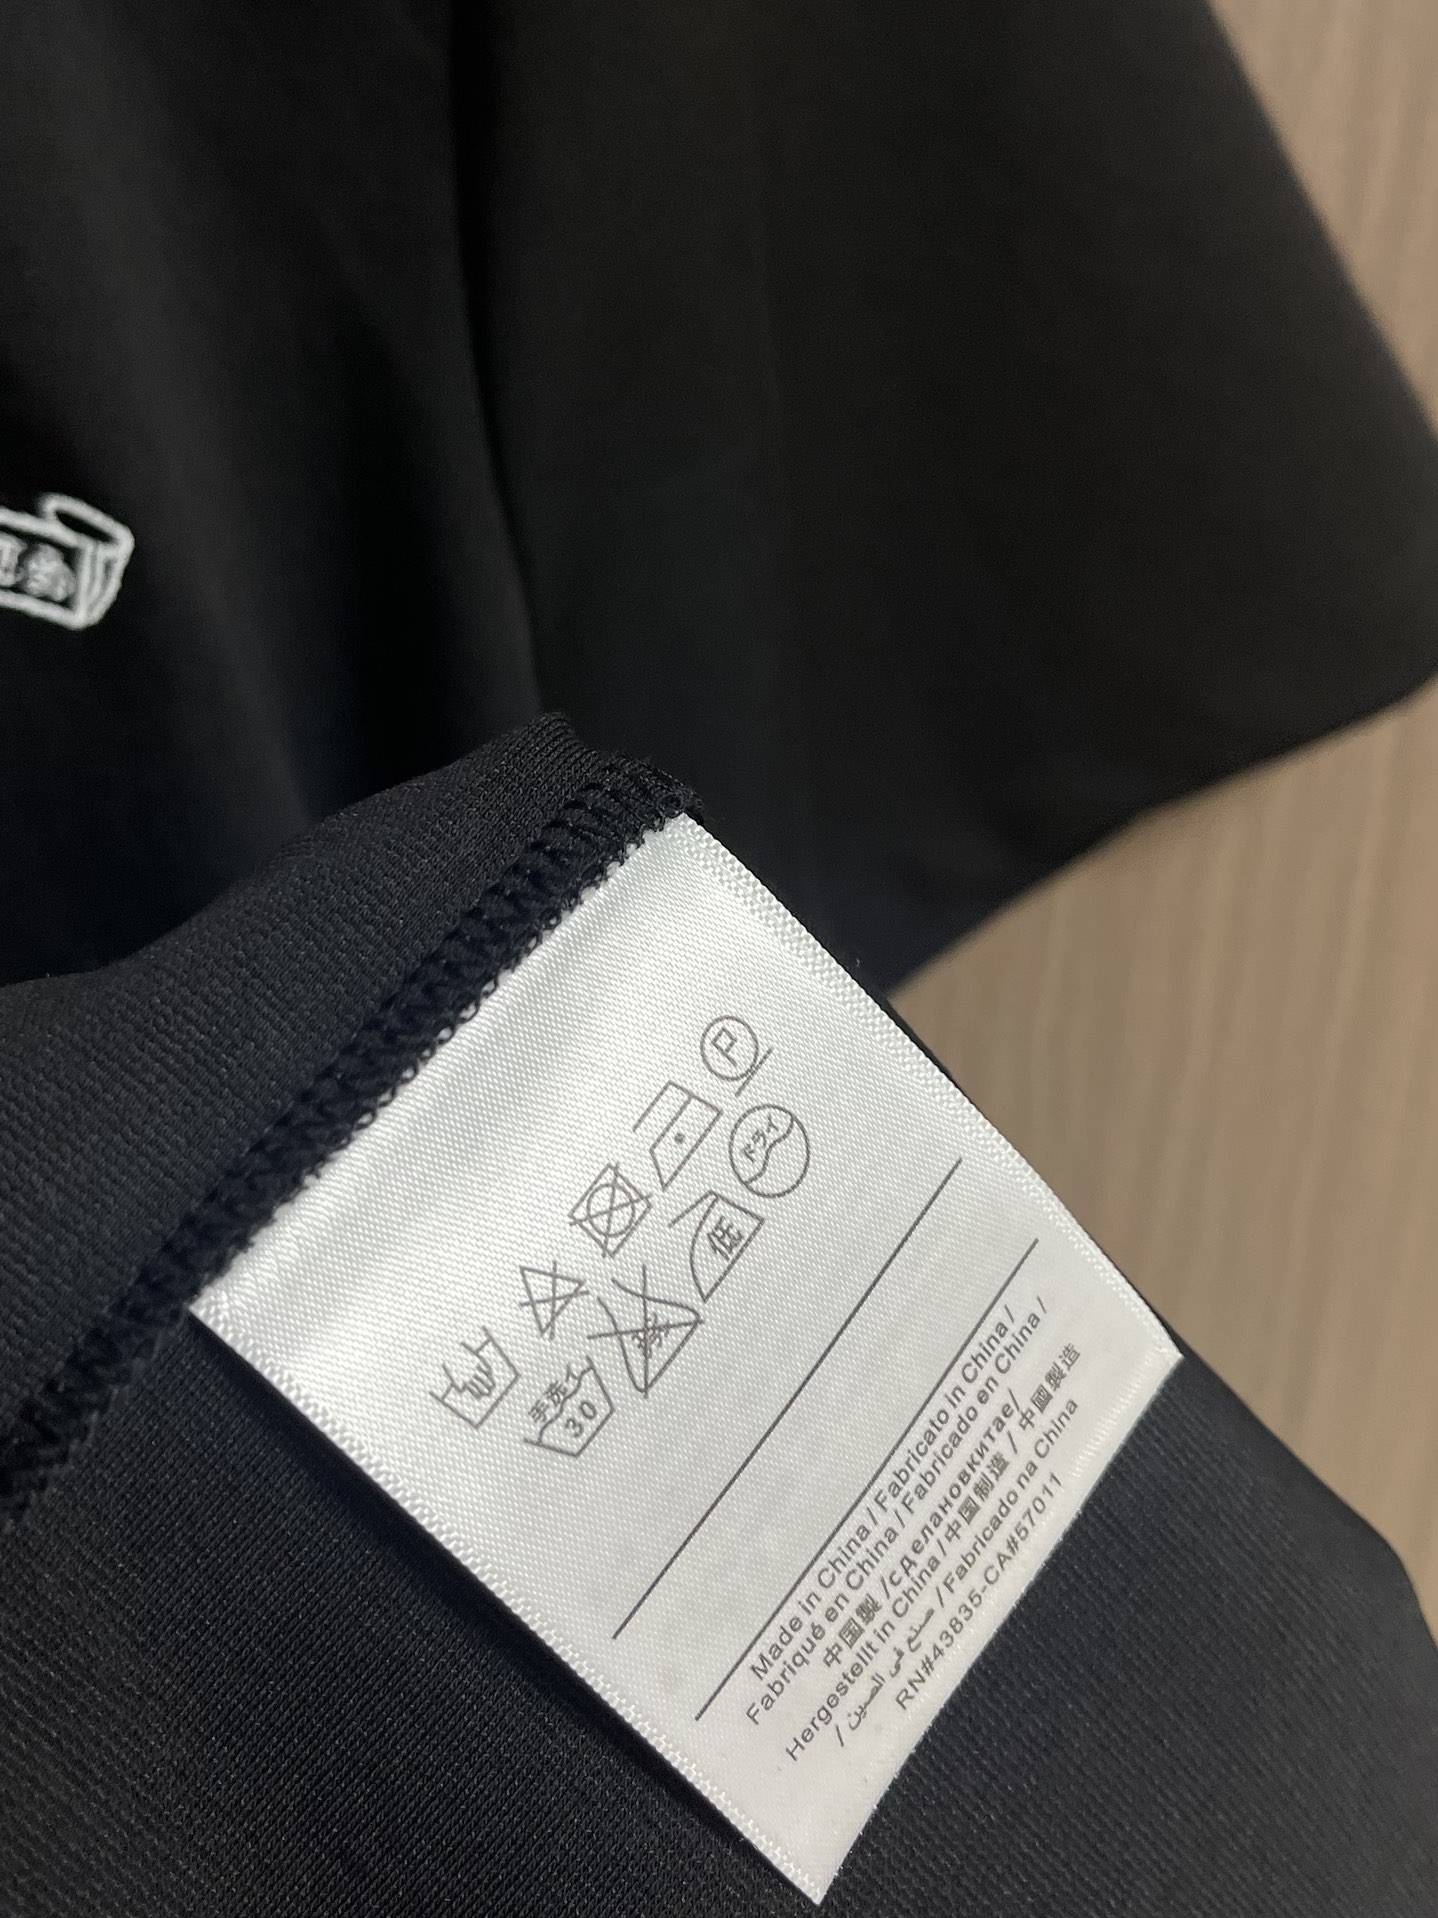 P
ドライ
低
手洗イ
30
Made in China / Fabricato in China /
Fabriqué en China / Fabricado en China /
中国製 /сделановкитае/
Hergestellt in China / 中国制造 / 中國製造
/ صنع في الصين / Fabricado na China
RN#43835-CA#57011